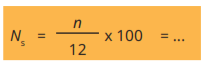 Ns = n / 12 x 100 = ...